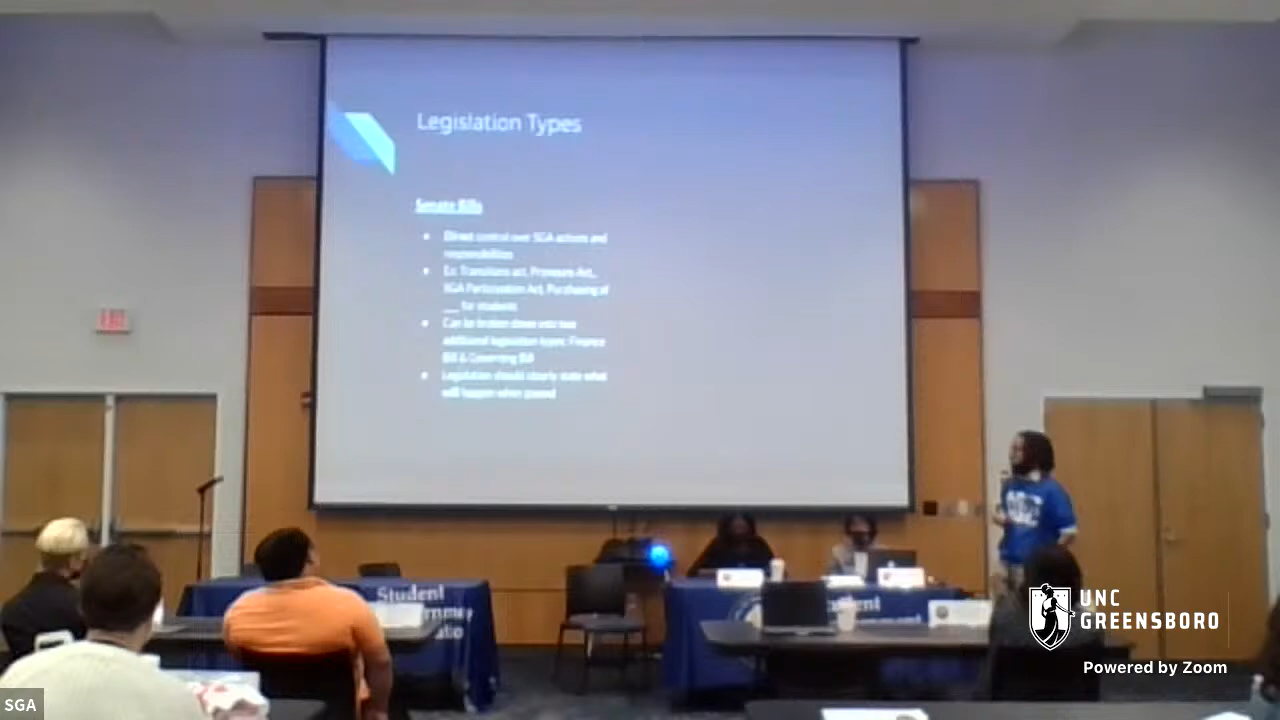 Legislation Types
Senate Bills
Direct control over SGA actions and
responsibilities
Ex: Transitions act, Act,
SGA Participation Act, Purchasing of
___ for students
Can be broken down into two
additional legislation types: Finance
Bill & Governing Bill
Legislation should clearly state what
will happen when passed
EXIT
Student
UNC
GREENSBORO
Powered by Zoom
SGA